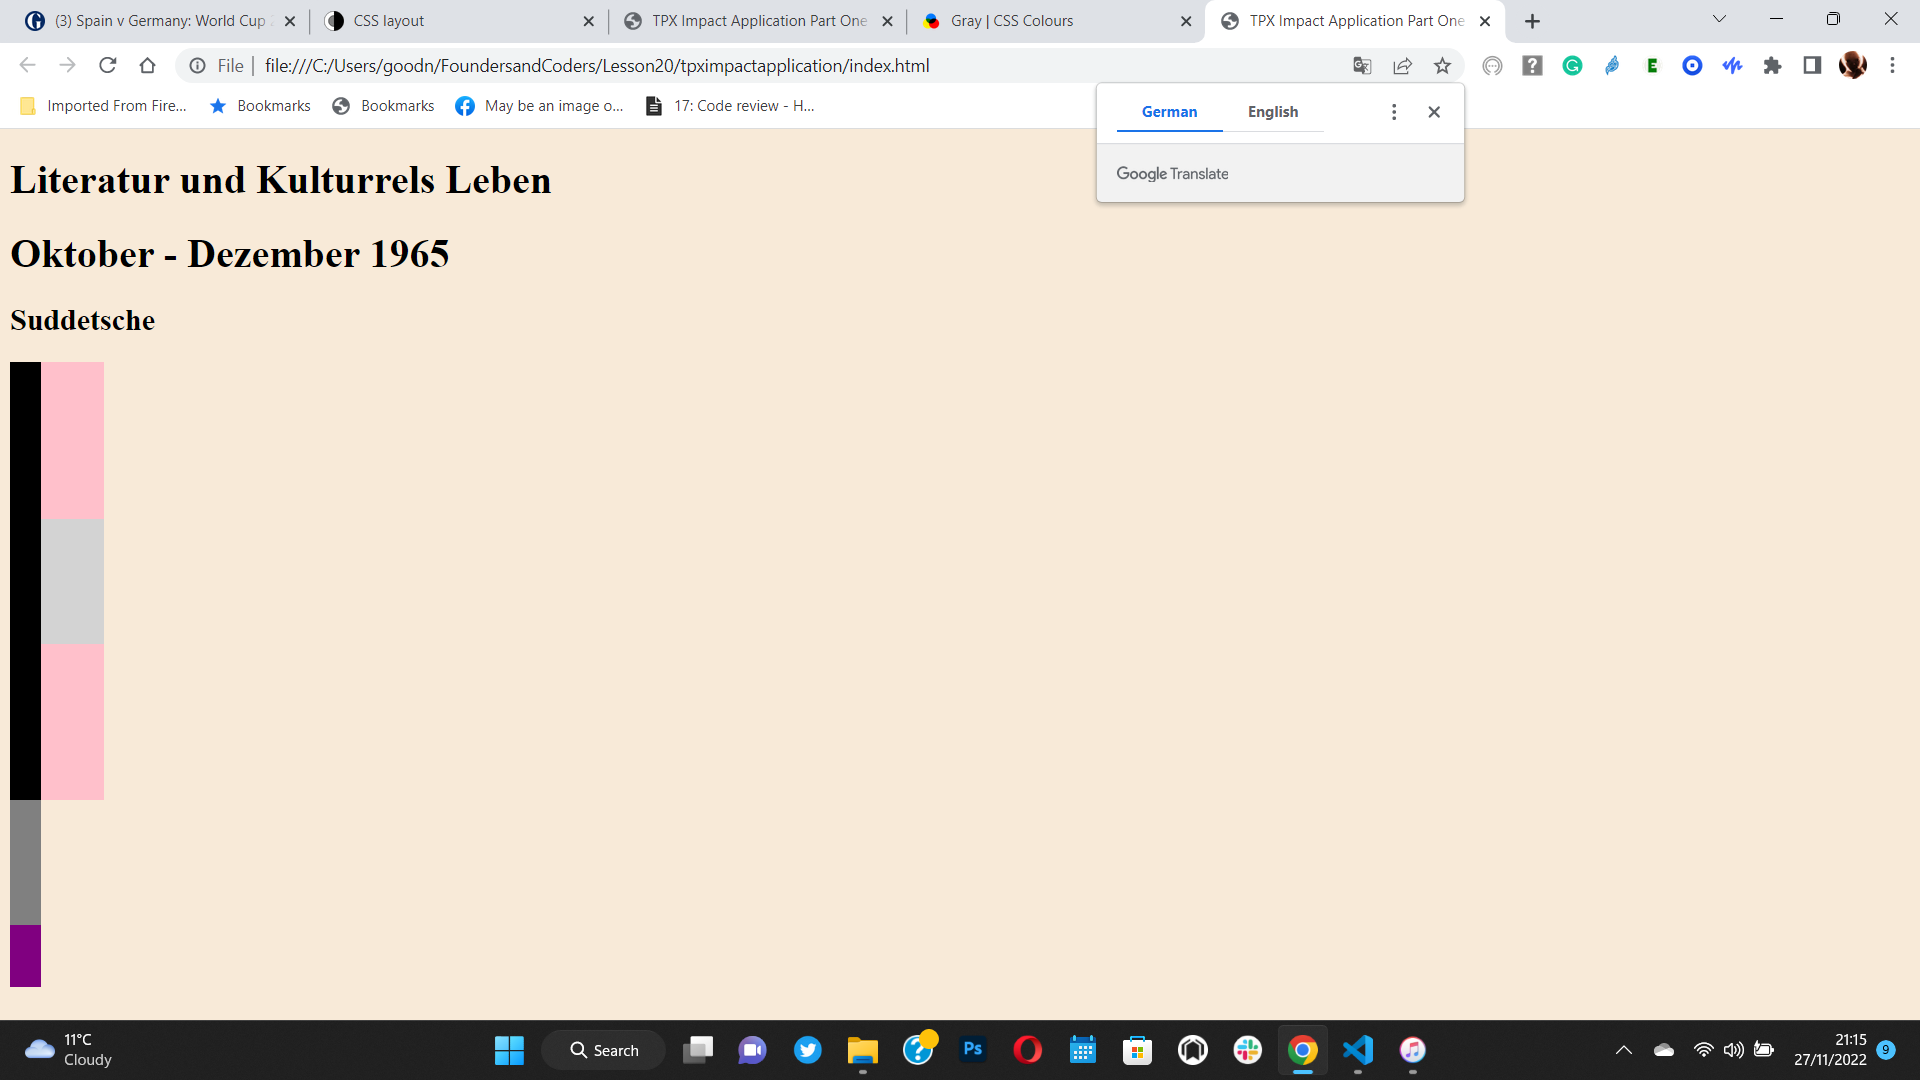 (3) Spain v Germany: World Cup
CSS layout
TPX Impact Application Part One
Gray | CSS Colours
TPX Impact Application Part One
File
file:///C:/Users/goodn/FoundersandCoders/Lesson20/tpximpactapplication/index.html
Imported From Fire...
Bookmarks
Bookmarks
May be an image o...
17: Code review - H...
German
English
Google Translate
Literatur und Kulturrels Leben
Oktober - Dezember 1965
Suddetsche
11°C
Cloudy
Search
Ps
21:15
27/11/2022
9